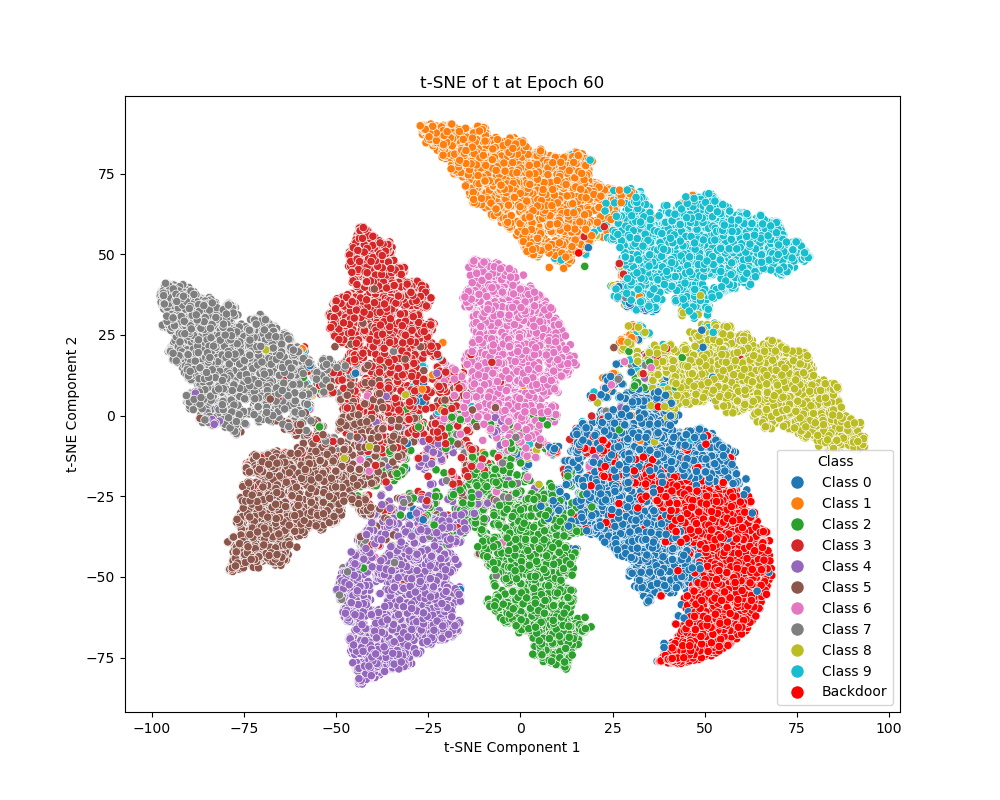 t-SNE of t at Epoch 60
75
50
25
0
−25
−50
−75
t-SNE Component 2
−100
−75
−50
−25
0
25
50
75
100
t-SNE Component 1
Class
Class 0
Class 1
Class 2
Class 3
Class 4
Class 5
Class 6
Class 7
Class 8
Class 9
Backdoor